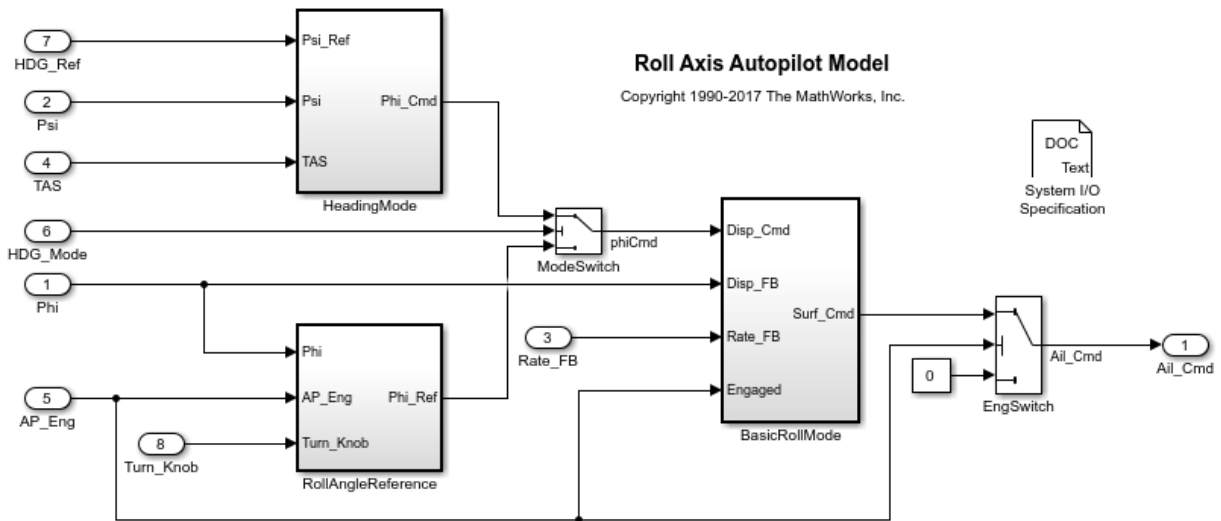 7
HDG_Ref
Psi_Ref
Roll Axis Autopilot Model
Copyright 1990-2017 The MathWorks, Inc.
2
Psi
Psi
Phi_Cmd
4
TAS
TAS
HeadingMode
DOC
Text
System I/O
Specification
6
HDG_Mode
phiCmd
ModeSwitch
Disp_Cmd
1
Phi
Disp_FB
Surf_Cmd
3
Rate_FB
Rate_FB
Engaged
BasicRollMode
Phi
5
AP_Eng
AP_Eng
Phi_Ref
8
Turn_Knob
Turn_Knob
RollAngleReference
0
EngSwitch
Ail_Cmd
1
Ail_Cmd